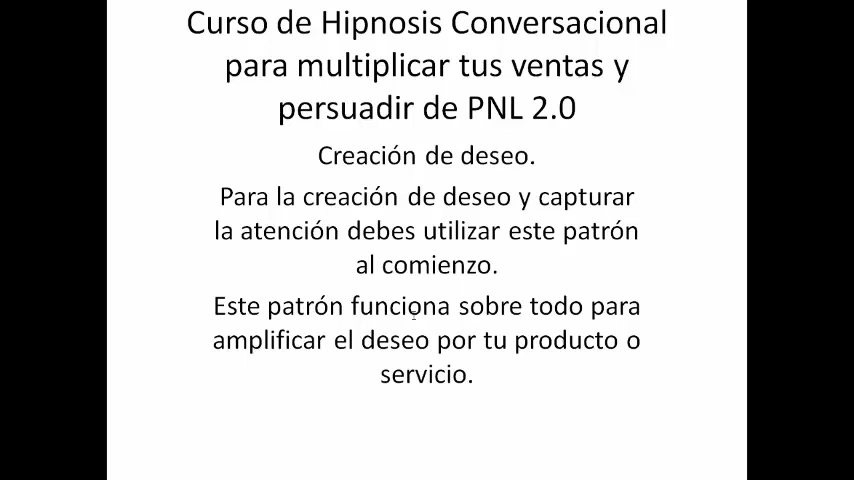 Curso de Hipnosis Conversacional
para multiplicar tus ventas y
persuadir de PNL 2.0
Creación de deseo.
Para la creación de deseo y capturar
la atención debes utilizar este patrón
al comienzo.
Este patrón funciona sobre todo para
amplificar el deseo por tu producto o
servicio.